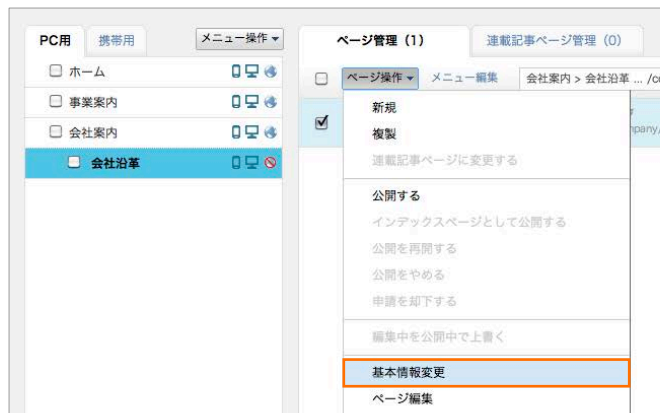 PC用
携帯用
メニュー操作
ホーム
事業案内
会社案内
会社沿革
ページ管理（1）
連載記事ページ管理（0）
ページ操作
メニュー編集
会社案内 > 会社沿革 ... /co
新規
複製
連載記事ページに変更する
公開する
インデックスページとして公開する
公開を再開する
公開をやめる
申請を却下する
編集中を公開中で上書く
基本情報変更
ページ編集
mpany/